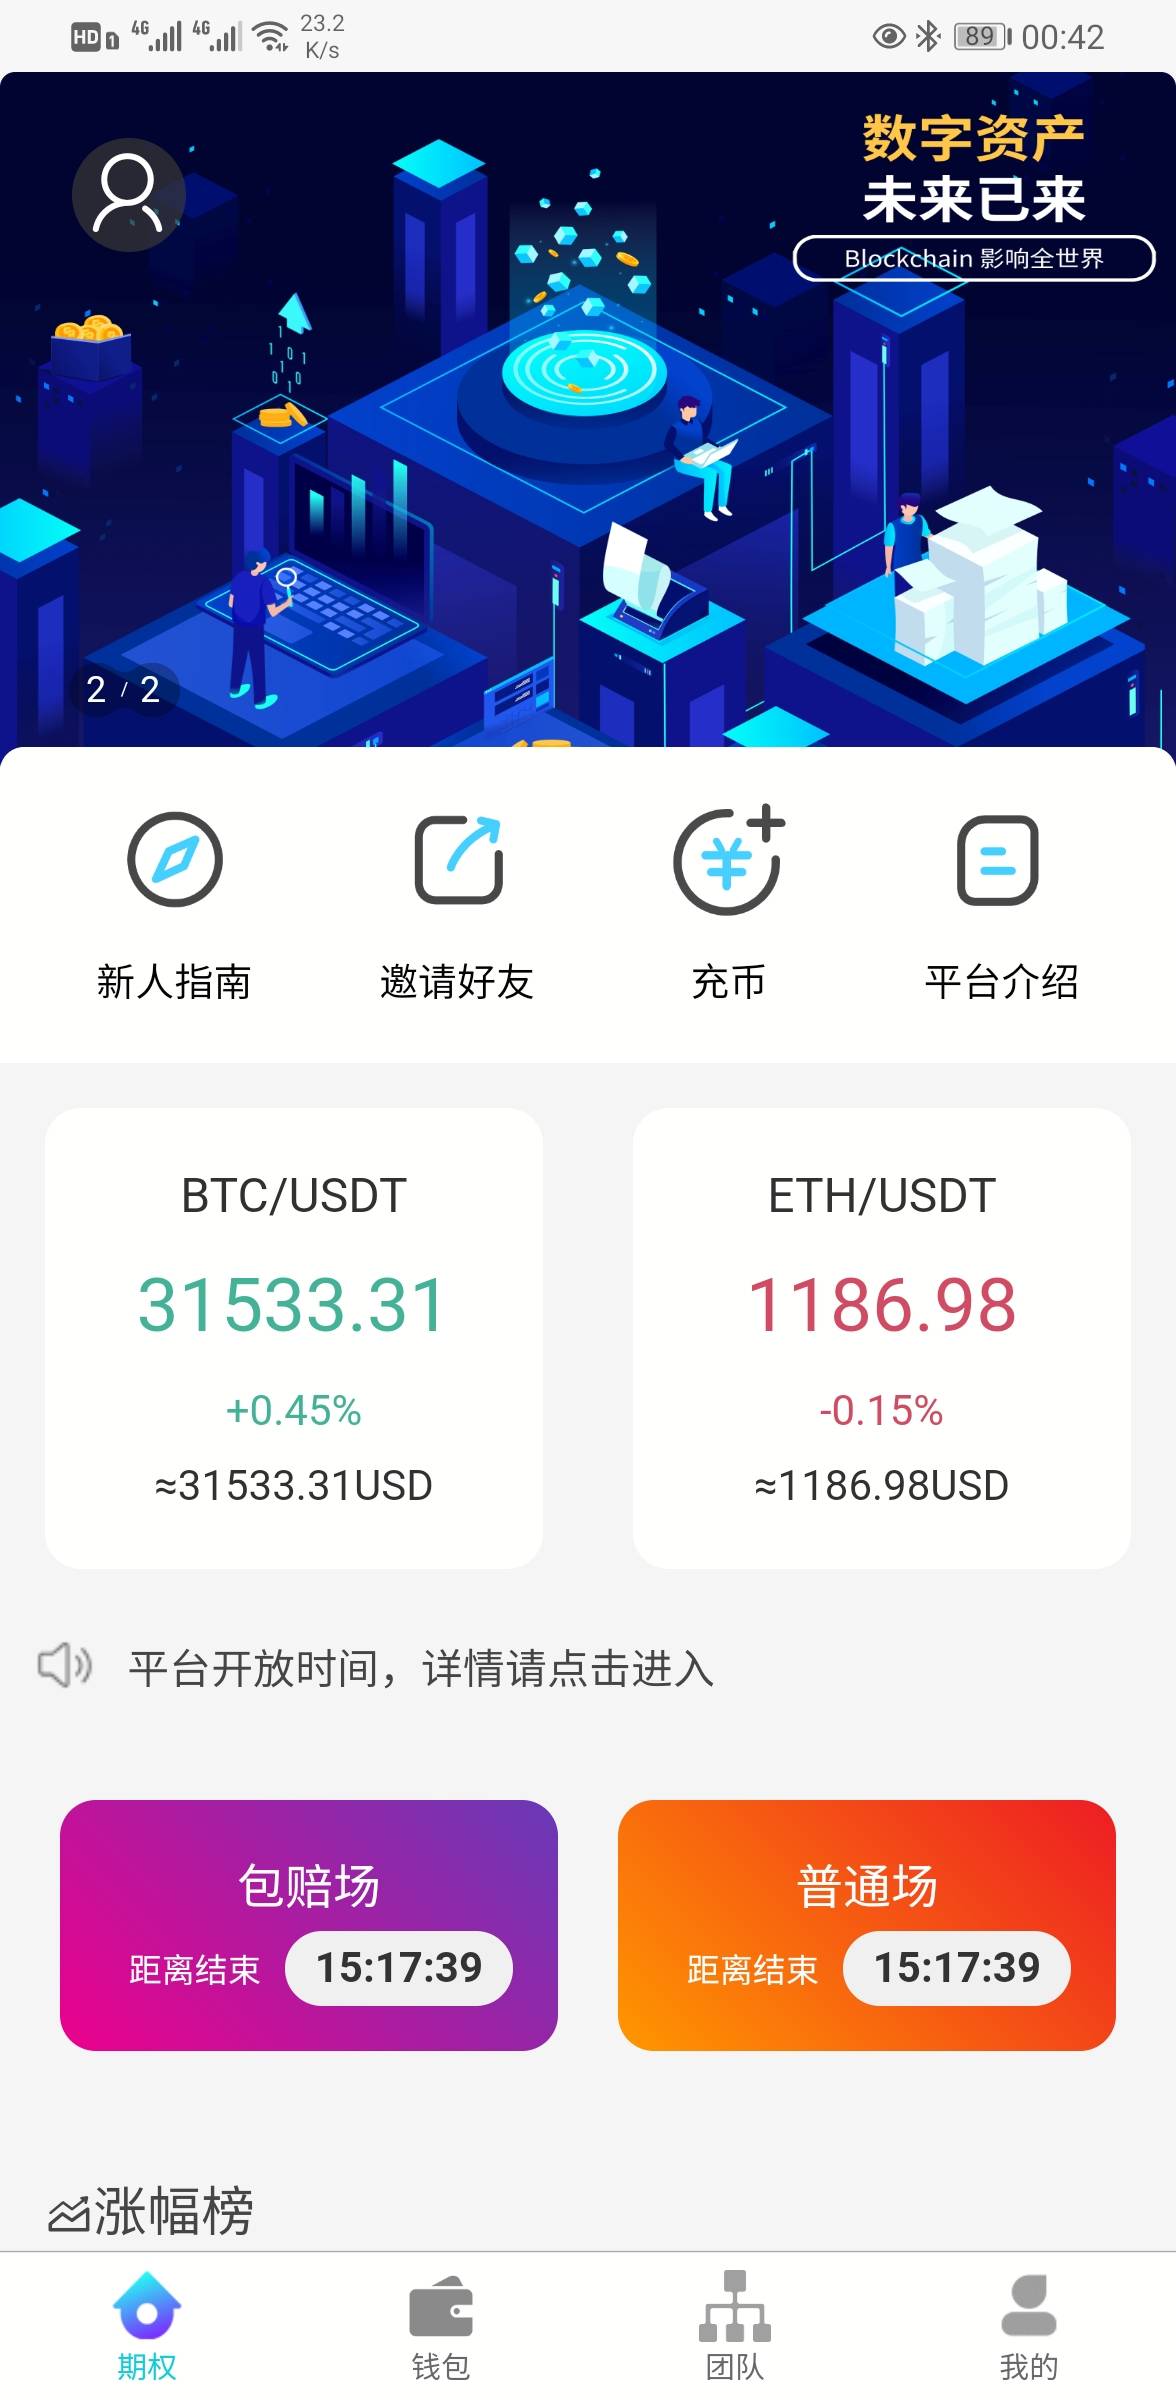 HD 1 4G 4G 23.2 K/s 89 00:42
数字资产
未来已来
Blockchain 影响全世界
2 / 2
新人指南 邀请好友 充币 平台介绍
BTC/USDT
31533.31
+0.45%
≈31533.31USD
ETH/USDT
1186.98
-0.15%
≈1186.98USD
平台开放时间，详情请点击进入
包赔场
距离结束 15:17:39
普通场
距离结束 15:17:39
涨幅榜
期权 钱包 团队 我的